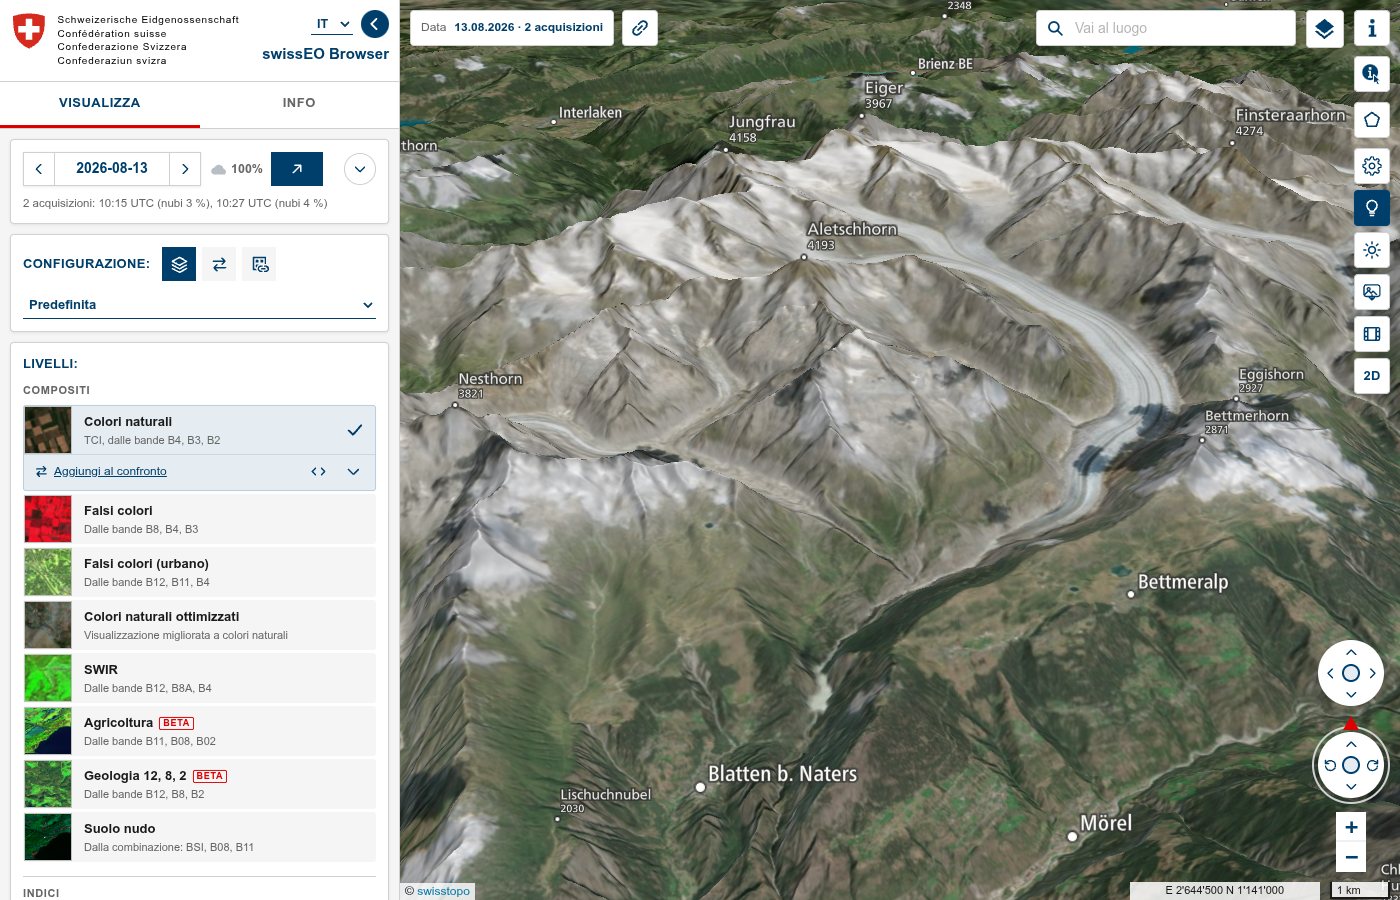 Schweizerische Eidgenossenschaft
Confédération suisse
Confederazione Svizzera
Confederaziun svizra
IT
swissEO Browser
VISUALIZZA
INFO
2026-08-13
100%
2 acquisizioni: 10:15 UTC (nubi 3 %), 10:27 UTC (nubi 4 %)
CONFIGURAZIONE:
Predefinita
LIVELLI:
COMPOSITI
Colori naturali
TCI, dalle bande B4, B3, B2
Aggiungi al confronto
Falsi colori
Dalle bande B8, B4, B3
Falsi colori (urbano)
Dalle bande B12, B11, B4
Colori naturali ottimizzati
Visualizzazione migliorata a colori naturali
SWIR
Dalle bande B12, B8A, B4
Agricoltura BETA
Dalle bande B11, B08, B02
Geologia 12, 8, 2 BETA
Dalle bande B12, B8, B2
Suolo nudo
Dalla combinazione: BSI, B08, B11
INDICI
Data 13.08.2026 · 2 acquisizioni
Vai al luogo
2D
2348
Brienz BE
Eiger
3967
Interlaken
Jungfrau
4158
Finsteraarhorn
4274
thorn
Aletschhorn
4193
Nesthorn
3821
Eggishorn
2927
Bettmerhorn
2871
Bettmeralp
Blatten b. Naters
Lischuchnubel
2030
Mörel
© swisstopo
E 2'644'500 N 1'141'000
1 km